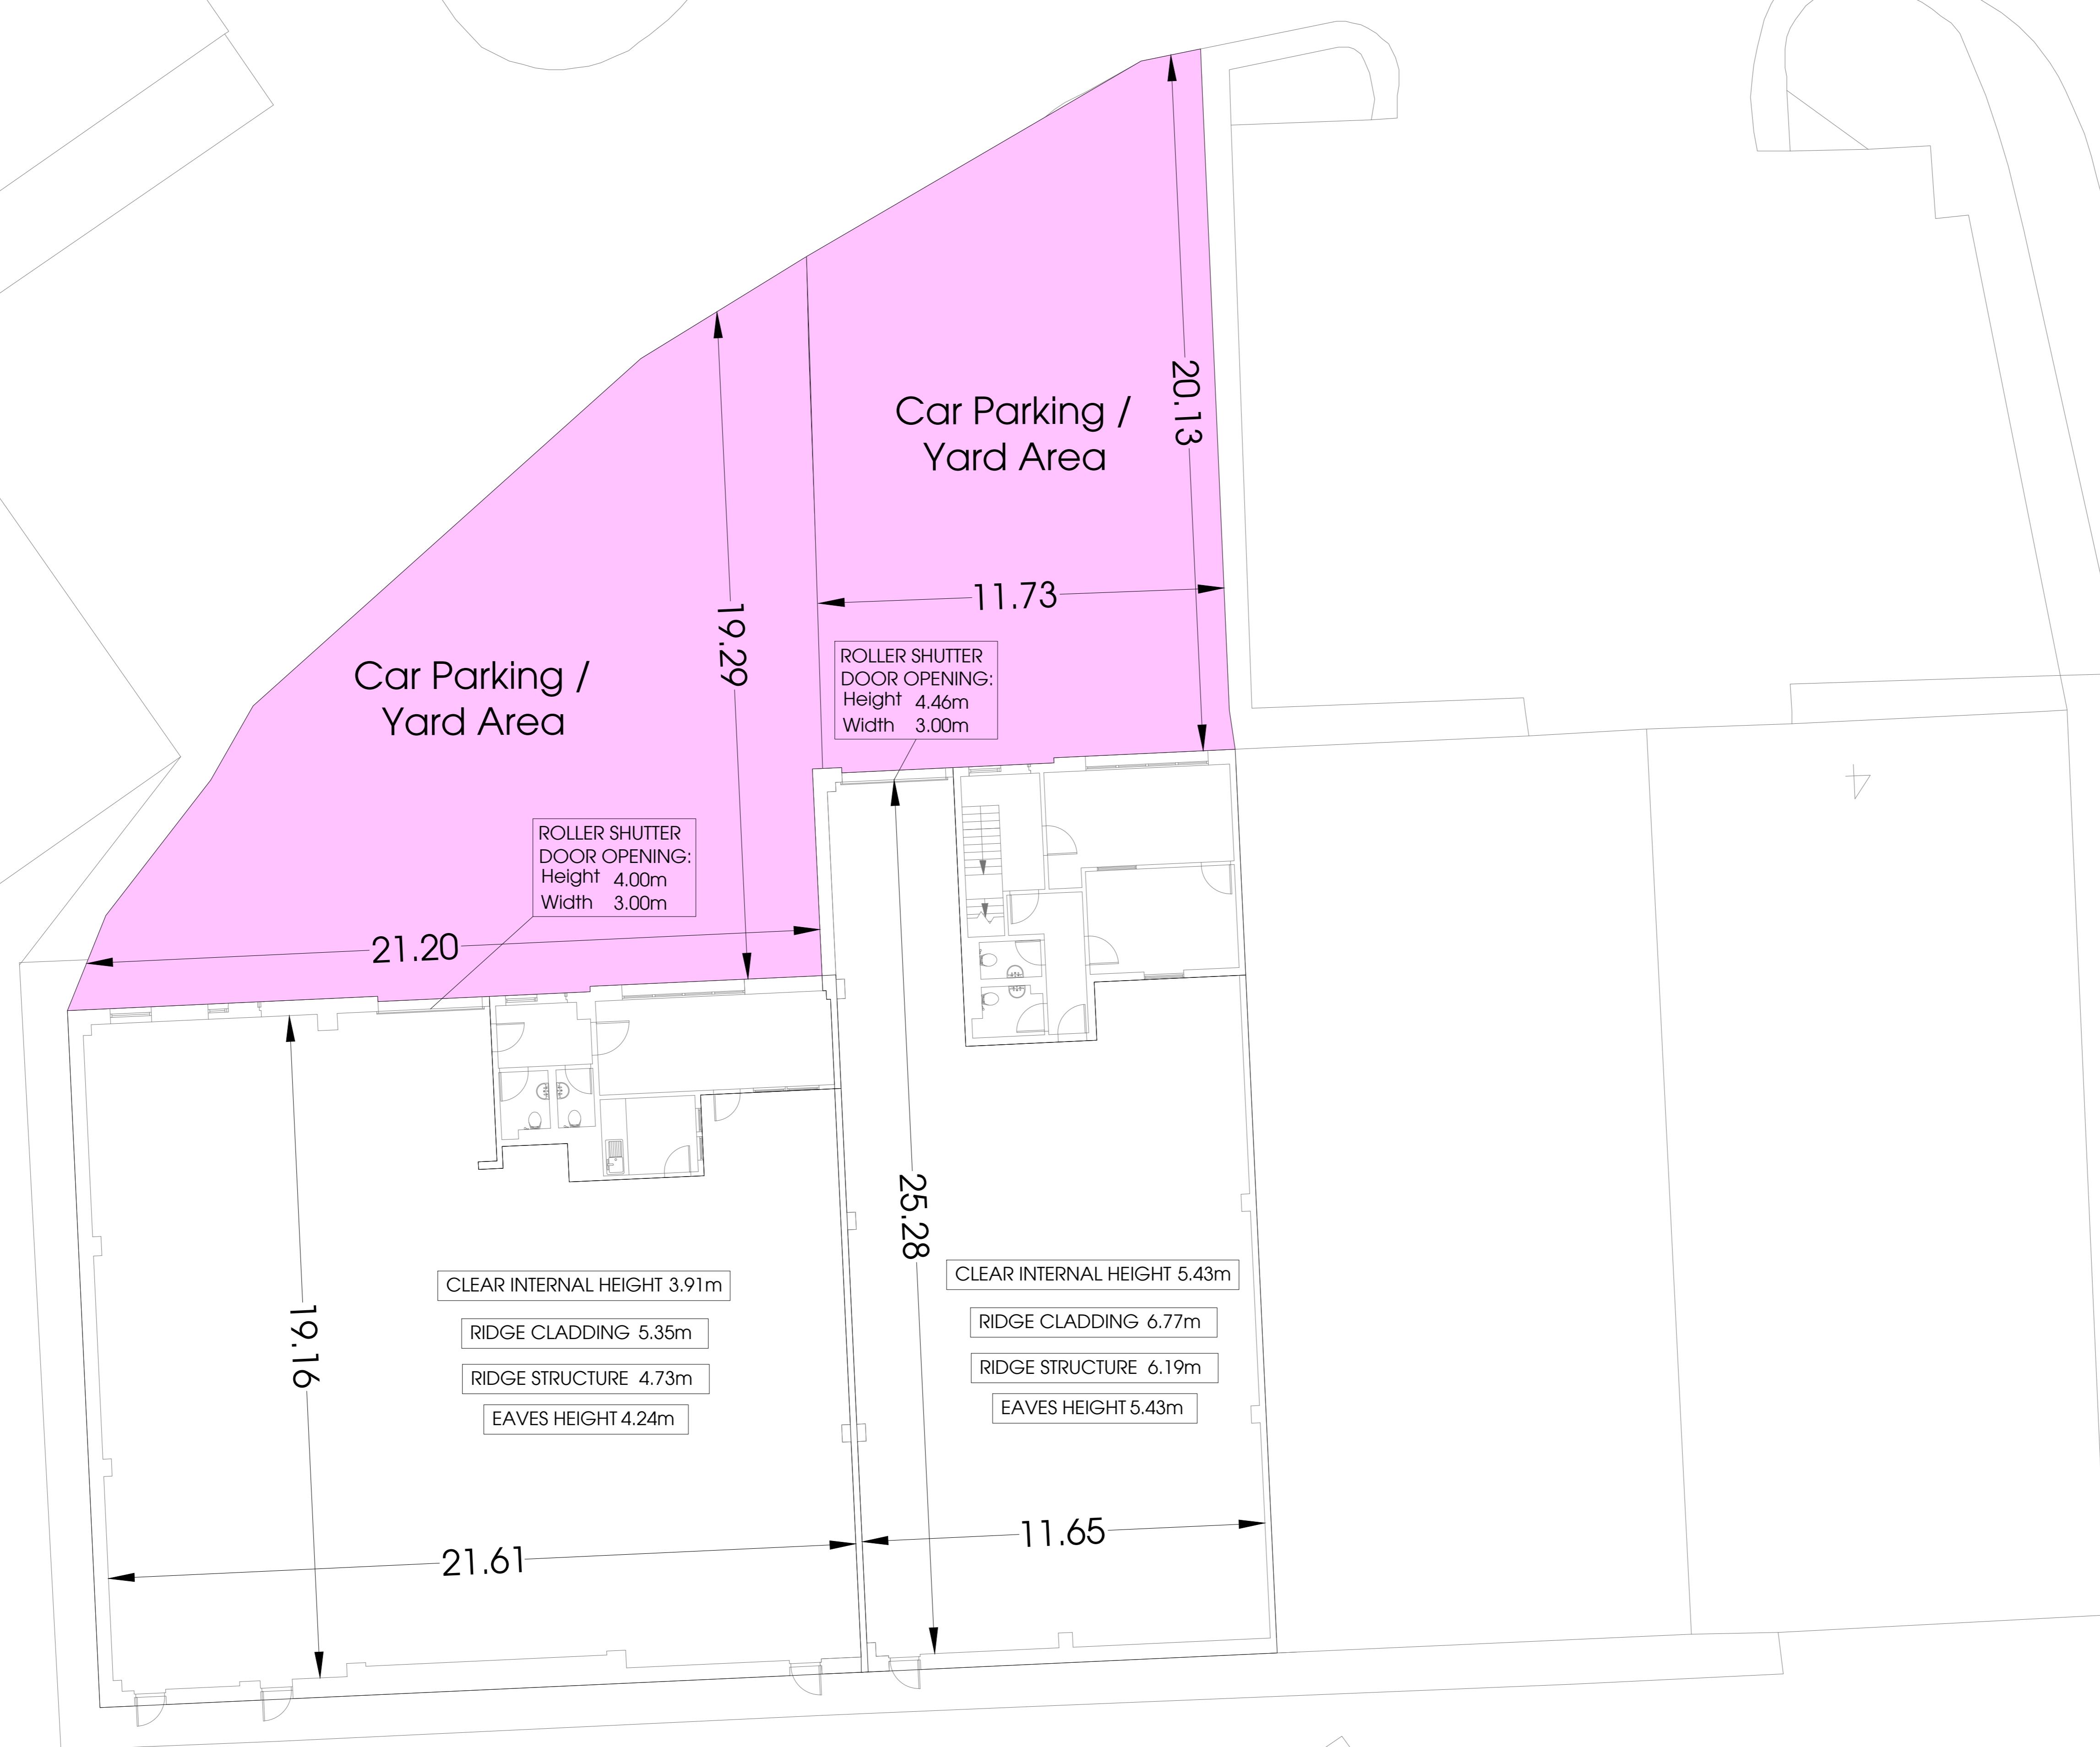 20.13
Car Parking /
Yard Area
11.73
19.29
ROLLER SHUTTER
DOOR OPENING:
Height 4.46m
Width 3.00m
Car Parking /
Yard Area
ROLLER SHUTTER
DOOR OPENING:
Height 4.00m
Width 3.00m
21.20
25.28
19.16
CLEAR INTERNAL HEIGHT 3.91m
RIDGE CLADDING 5.35m
RIDGE STRUCTURE 4.73m
EAVES HEIGHT 4.24m
CLEAR INTERNAL HEIGHT 5.43m
RIDGE CLADDING 6.77m
RIDGE STRUCTURE 6.19m
EAVES HEIGHT 5.43m
21.61
11.65